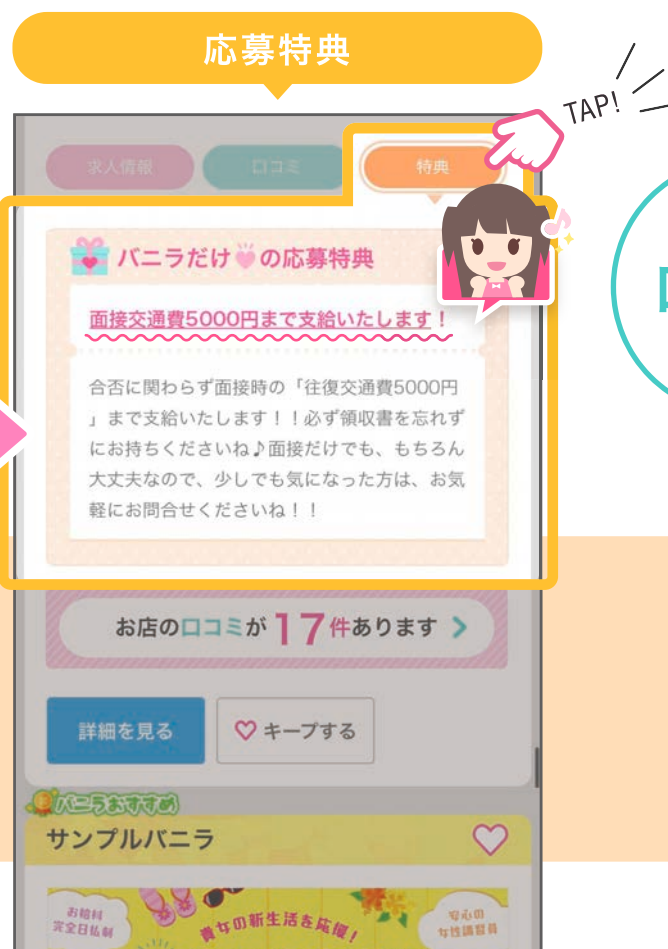 応募特典
TAP!
求人情報
口コミ
特典
バニラだけ の応募特典
面接交通費5000円まで支給いたします！
合否に関わらず面接時の「往復交通費5000円
」まで支給いたします！！必ず領収書を忘れず
にお持ちくださいね♪面接だけでも、もちろん
大丈夫なので、少しでも気になった方は、お気
軽にお問合せくださいね！！
お店の口コミが17件あります
詳細を見る
キープする
バニラおすすめ
サンプルバニラ
お給料
完全日払制
貴女の新生活を応援！
安心の
女性講習員